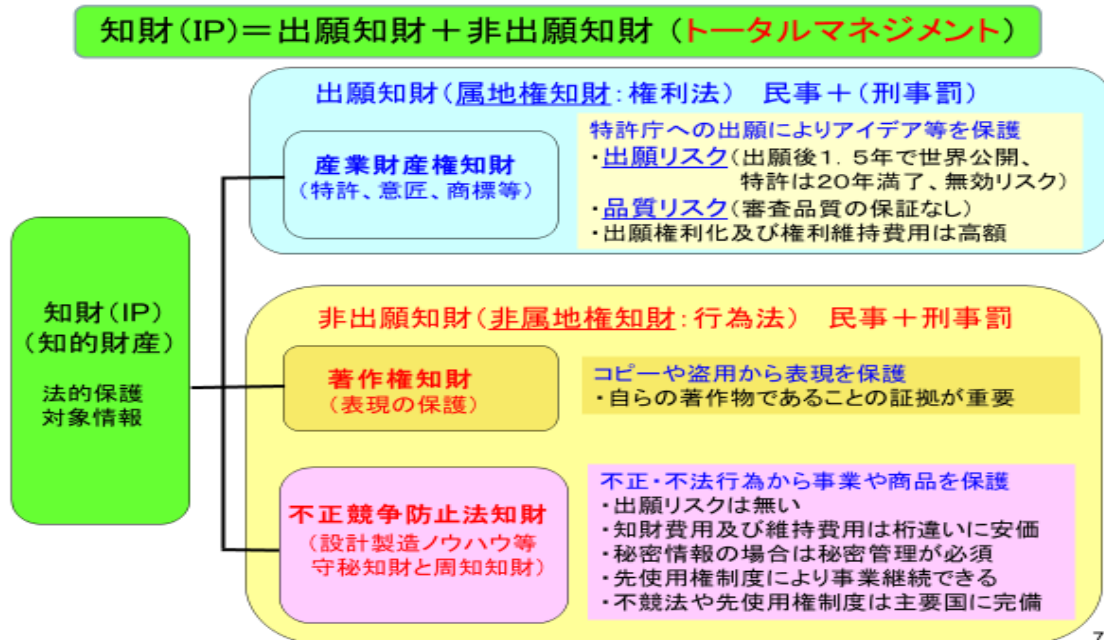 知財(IP)＝出願知財＋非出願知財 (トータルマネジメント)
出願知財(属地権知財:権利法)　民事＋(刑事罰)
産業財産権知財
(特許、意匠、商標等)
特許庁への出願によりアイデア等を保護
・出願リスク(出願後1．5年で世界公開、
特許は20年満了、無効リスク)
・品質リスク(審査品質の保証なし)
・出願権利化及び権利維持費用は高額
知財(IP)
(知的財産)
法的保護
対象情報
非出願知財(非属地権知財:行為法)　民事＋刑事罰
著作権知財
(表現の保護)
コピーや盗用から表現を保護
・自らの著作物であることの証拠が重要
不正競争防止法知財
(設計製造ノウハウ等
守秘知財と周知知財)
不正・不法行為から事業や商品を保護
・出願リスクは無い
・知財費用及び維持費用は桁違いに安価
・秘密情報の場合は秘密管理が必須
・先使用権制度により事業継続できる
・不競法や先使用権制度は主要国に完備
7